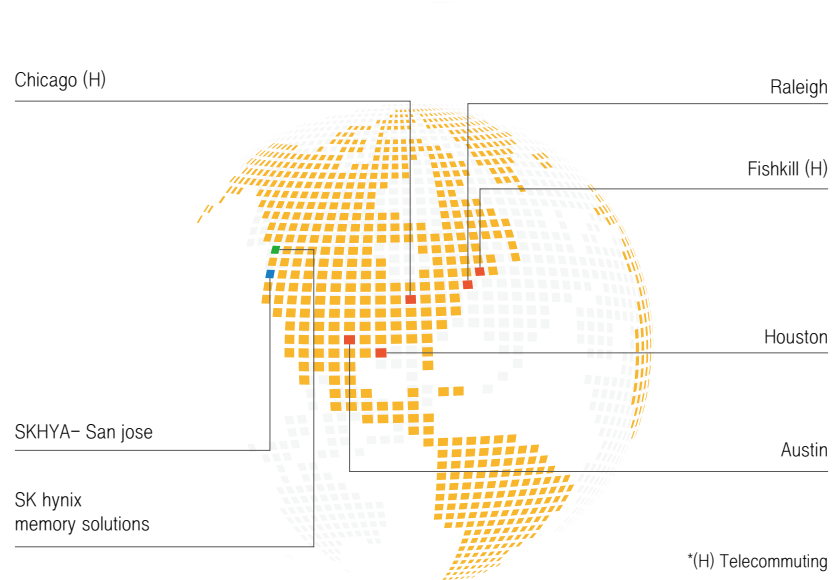 Chicago (H)
Raleigh
Fishkill (H)
Houston
SKHYA- San jose
Austin
SK hynix
memory solutions
*(H) Telecommuting